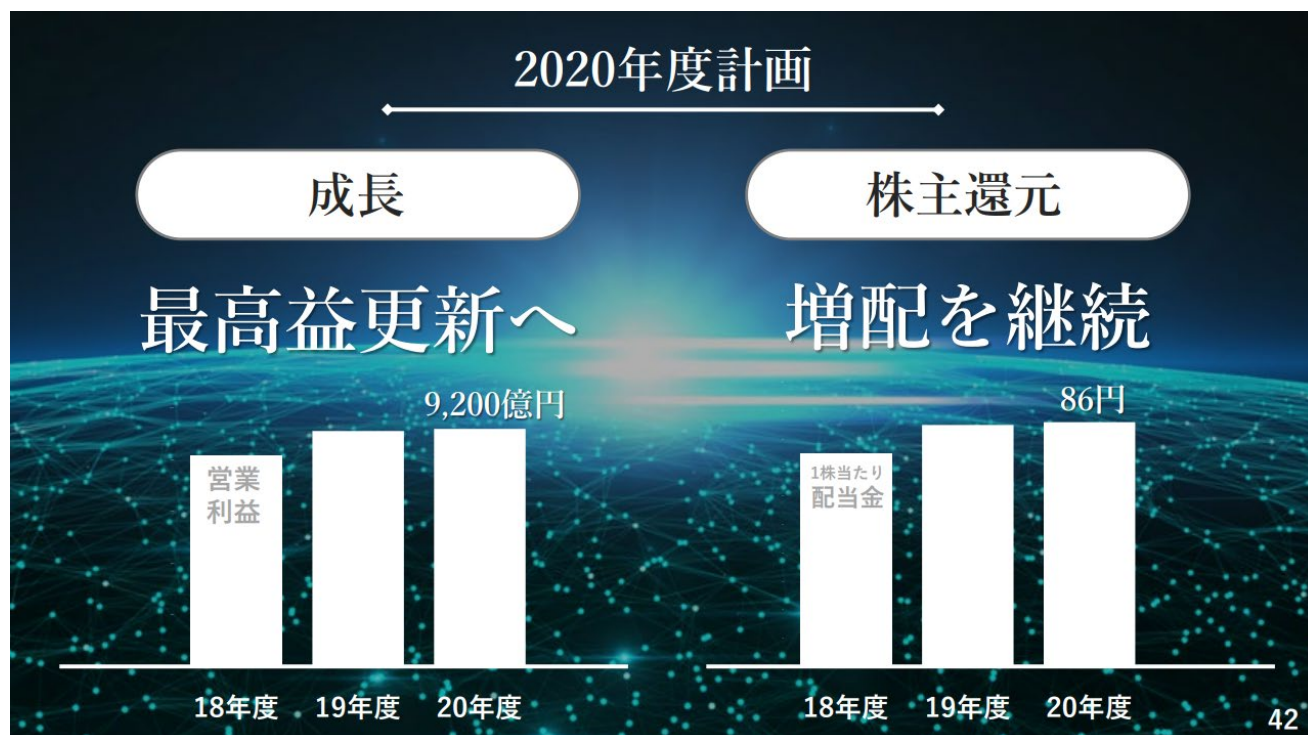 2020年度計画
成長
最高益更新へ
9,200億円
営業
利益
18年度
19年度
20年度
株主還元
増配を継続
86円
1株当たり
配当金
18年度
19年度
20年度
42